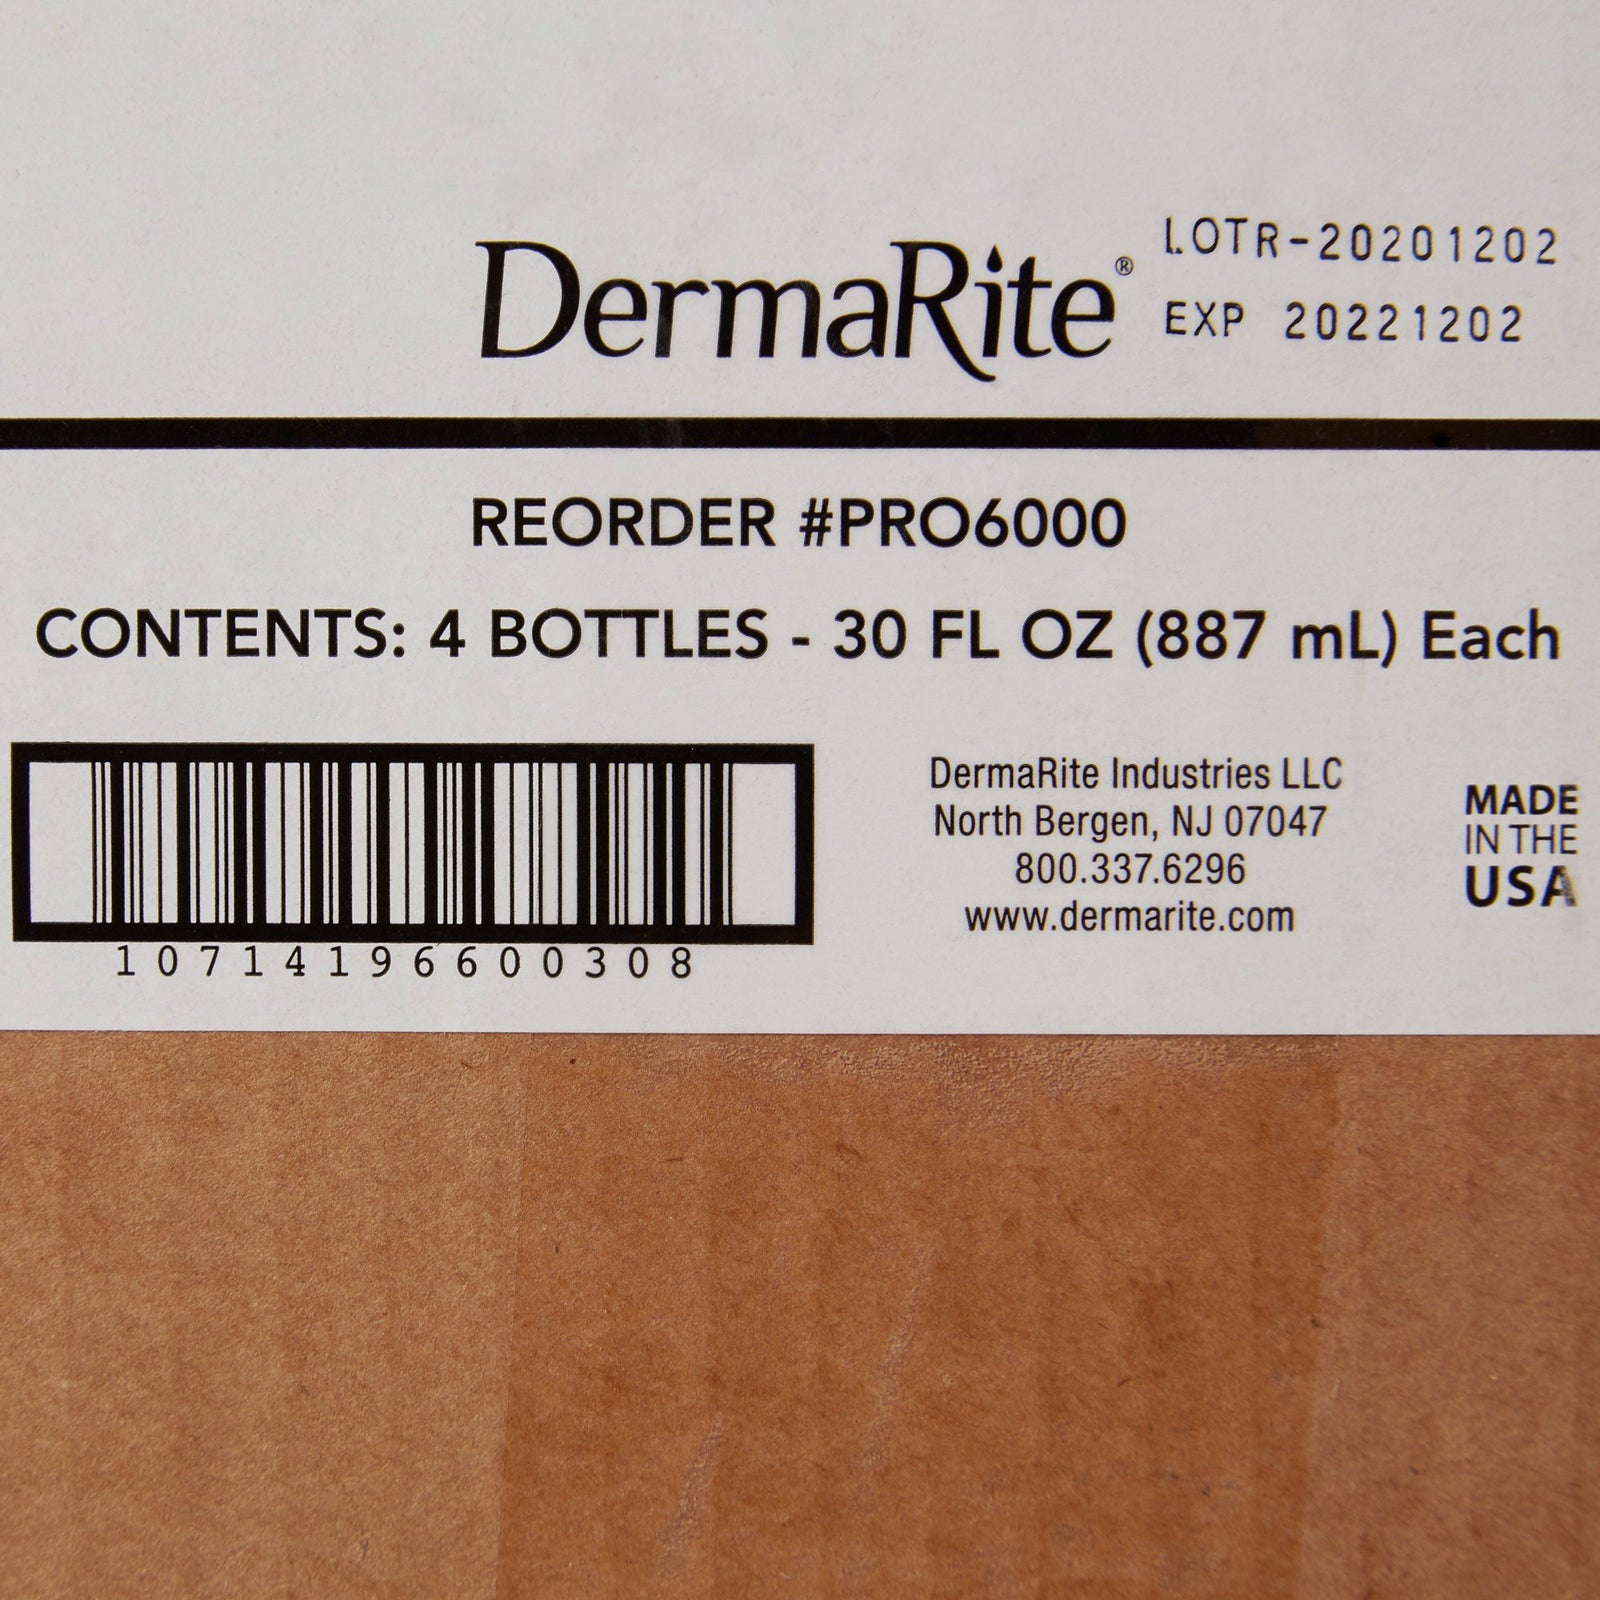 DermaRite®
LOTR-20201202
EXP 20221202
REORDER #PRO6000
CONTENTS: 4 BOTTLES - 30 FL OZ (887 mL) Each
10714196600308
DermaRite Industries LLC
North Bergen, NJ 07047
800.337.6296
www.dermarite.com
MADE
IN THE
USA